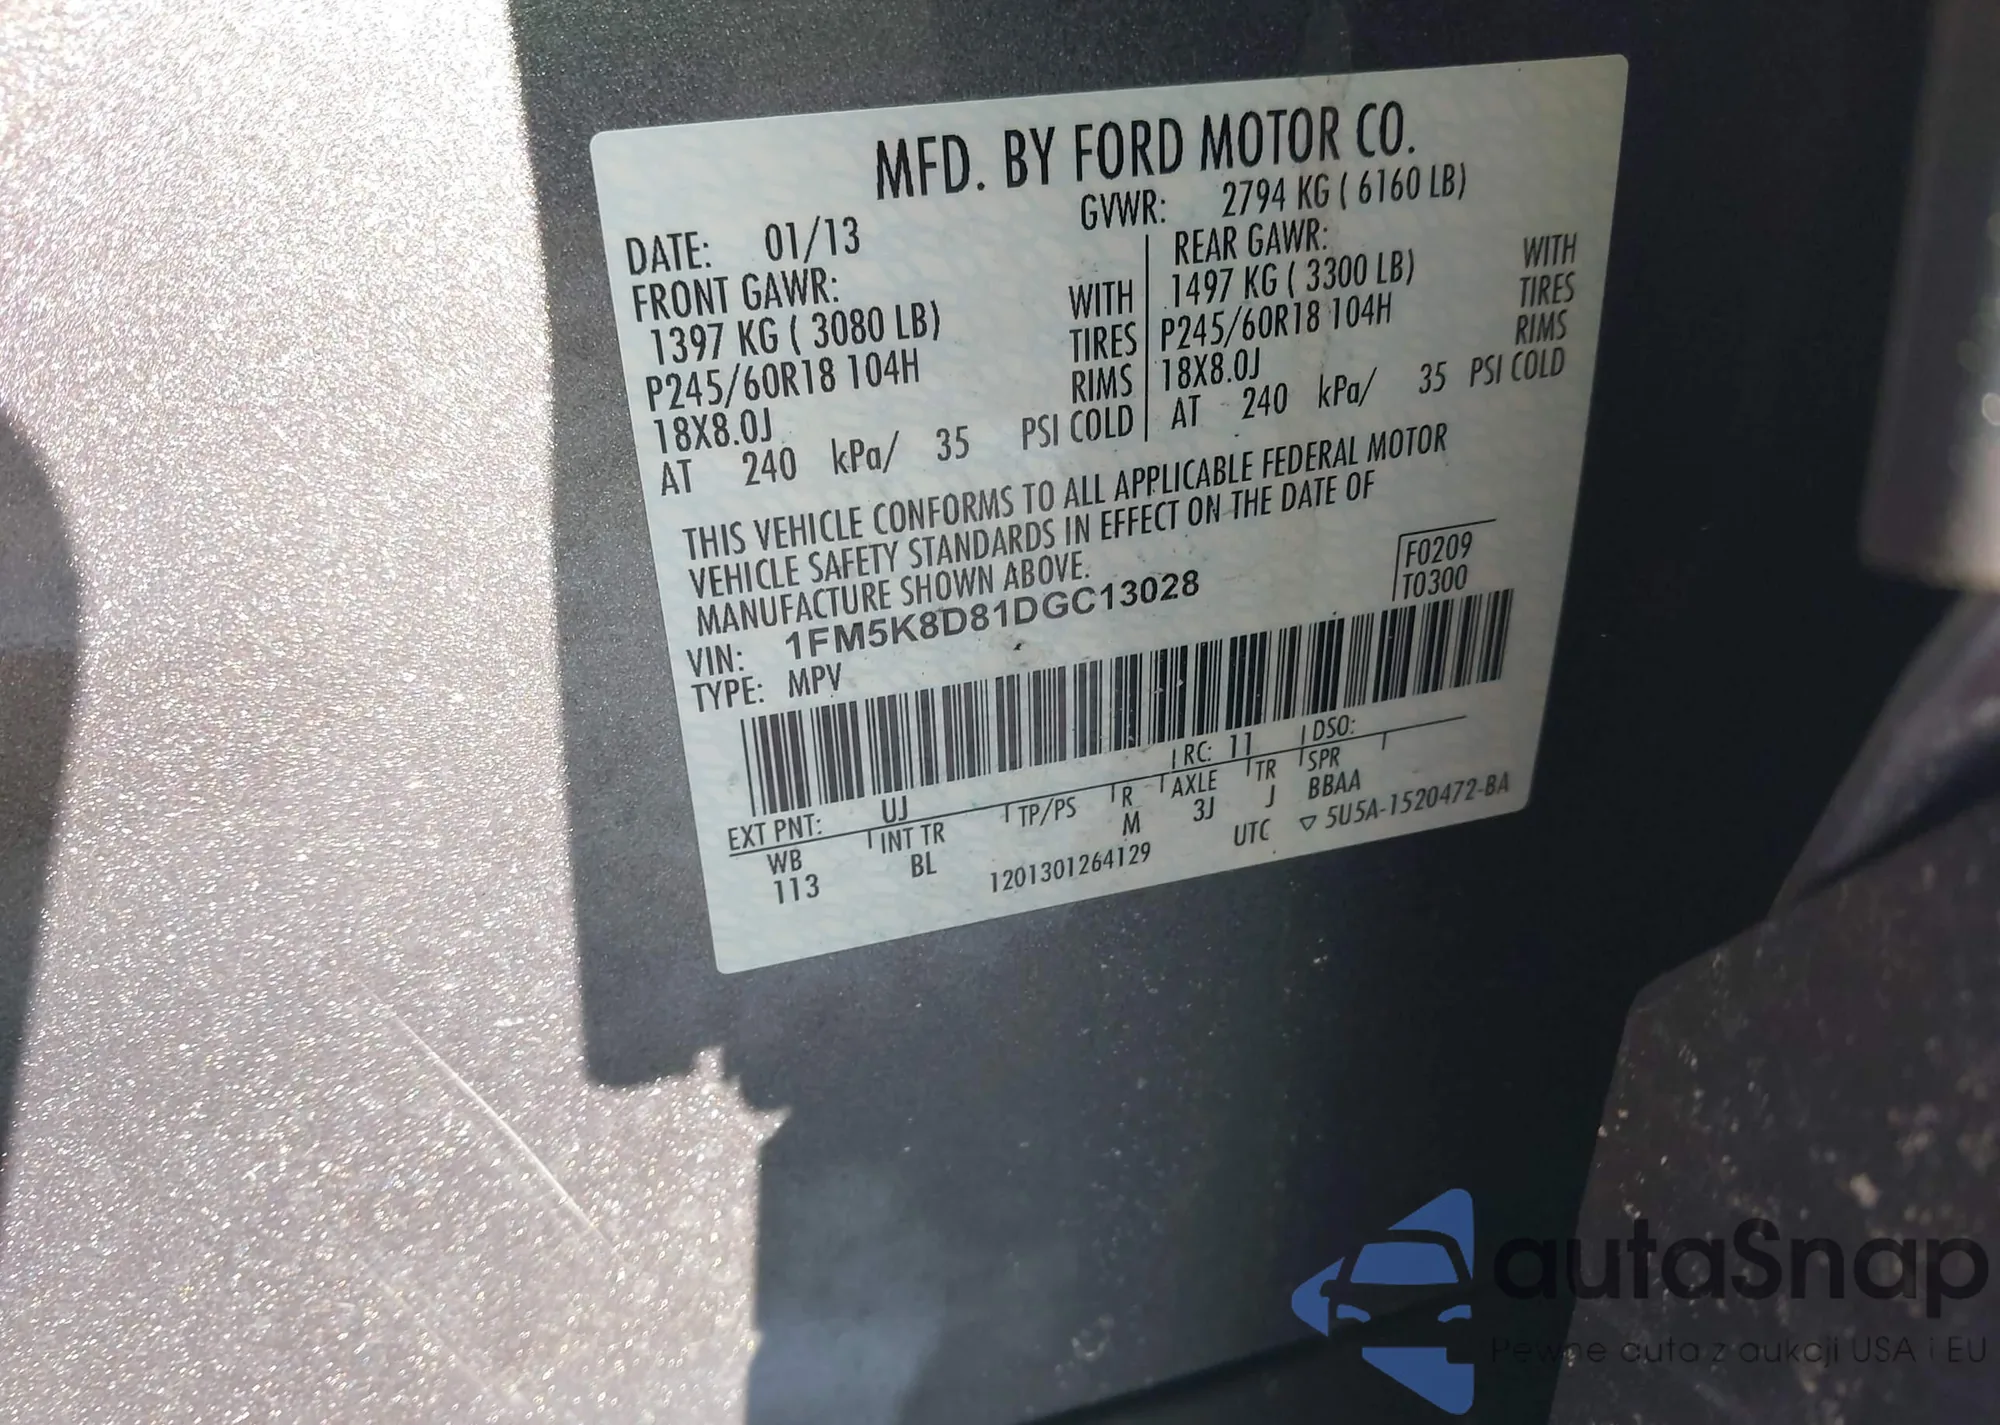 MFD. BY FORD MOTOR CO.
DATE: 01/13 GVWR: 2794 KG ( 6160 LB)
FRONT GAWR: REAR GAWR:
1397 KG ( 3080 LB) WITH 1497 KG ( 3300 LB) WITH
P245/60R18 104H TIRES P245/60R18 104H TIRES
18X8.0J RIMS 18X8.0J RIMS
AT 240 kPa/ 35 PSI COLD AT 240 kPa/ 35 PSI COLD
THIS VEHICLE CONFORMS TO ALL APPLICABLE FEDERAL MOTOR
VEHICLE SAFETY STANDARDS IN EFFECT ON THE DATE OF
MANUFACTURE SHOWN ABOVE.
F0209
T0300
VIN: 1FM5K8D81DGC13028
TYPE: MPV
EXT PNT: UJ RC: 11 DSO:
WB INT TR TP/PS R AXLE TR SPR
113 BL M 3J J BBAA
1201301264129 UTC ▽ 5U5A-1520472-BA
autaSnap
Pewne auta z aukcji USA i EU